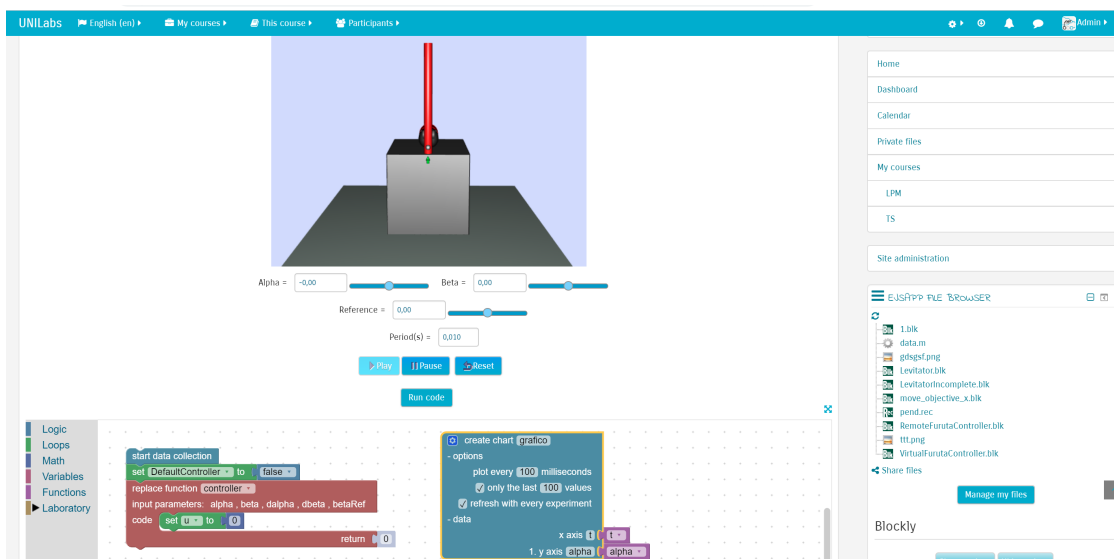 UNILabs English (en) My courses This course Participants Admin
Home
Dashboard
Calendar
Private files
My courses
LPM
TS
Site administration
Alpha = -0,00 Beta = 0,00
Reference = 0,00
Period(s) = 0,010
Play Pause Reset
Run code
EJSAPP FILE BROWSER
1.blk
data.m
gdsgsf.png
Levitator.blk
LevitatorIncomplete.blk
move_objective_x.blk
pend.rec
RemoteFurutaController.blk
ttt.png
VirtualFurutaController.blk
Share files
Manage my files
Blockly
Logic
Loops
Math
Variables
Functions
Laboratory
start data collection
set DefaultController to false
replace function controller
input parameters: alpha , beta , dalpha , dbeta , betaRef
code set u to 0
return 0
create chart grafico
- options
plot every 100 milliseconds
only the last 100 values
refresh with every experiment
- data
x axis t t
1. y axis alpha alpha